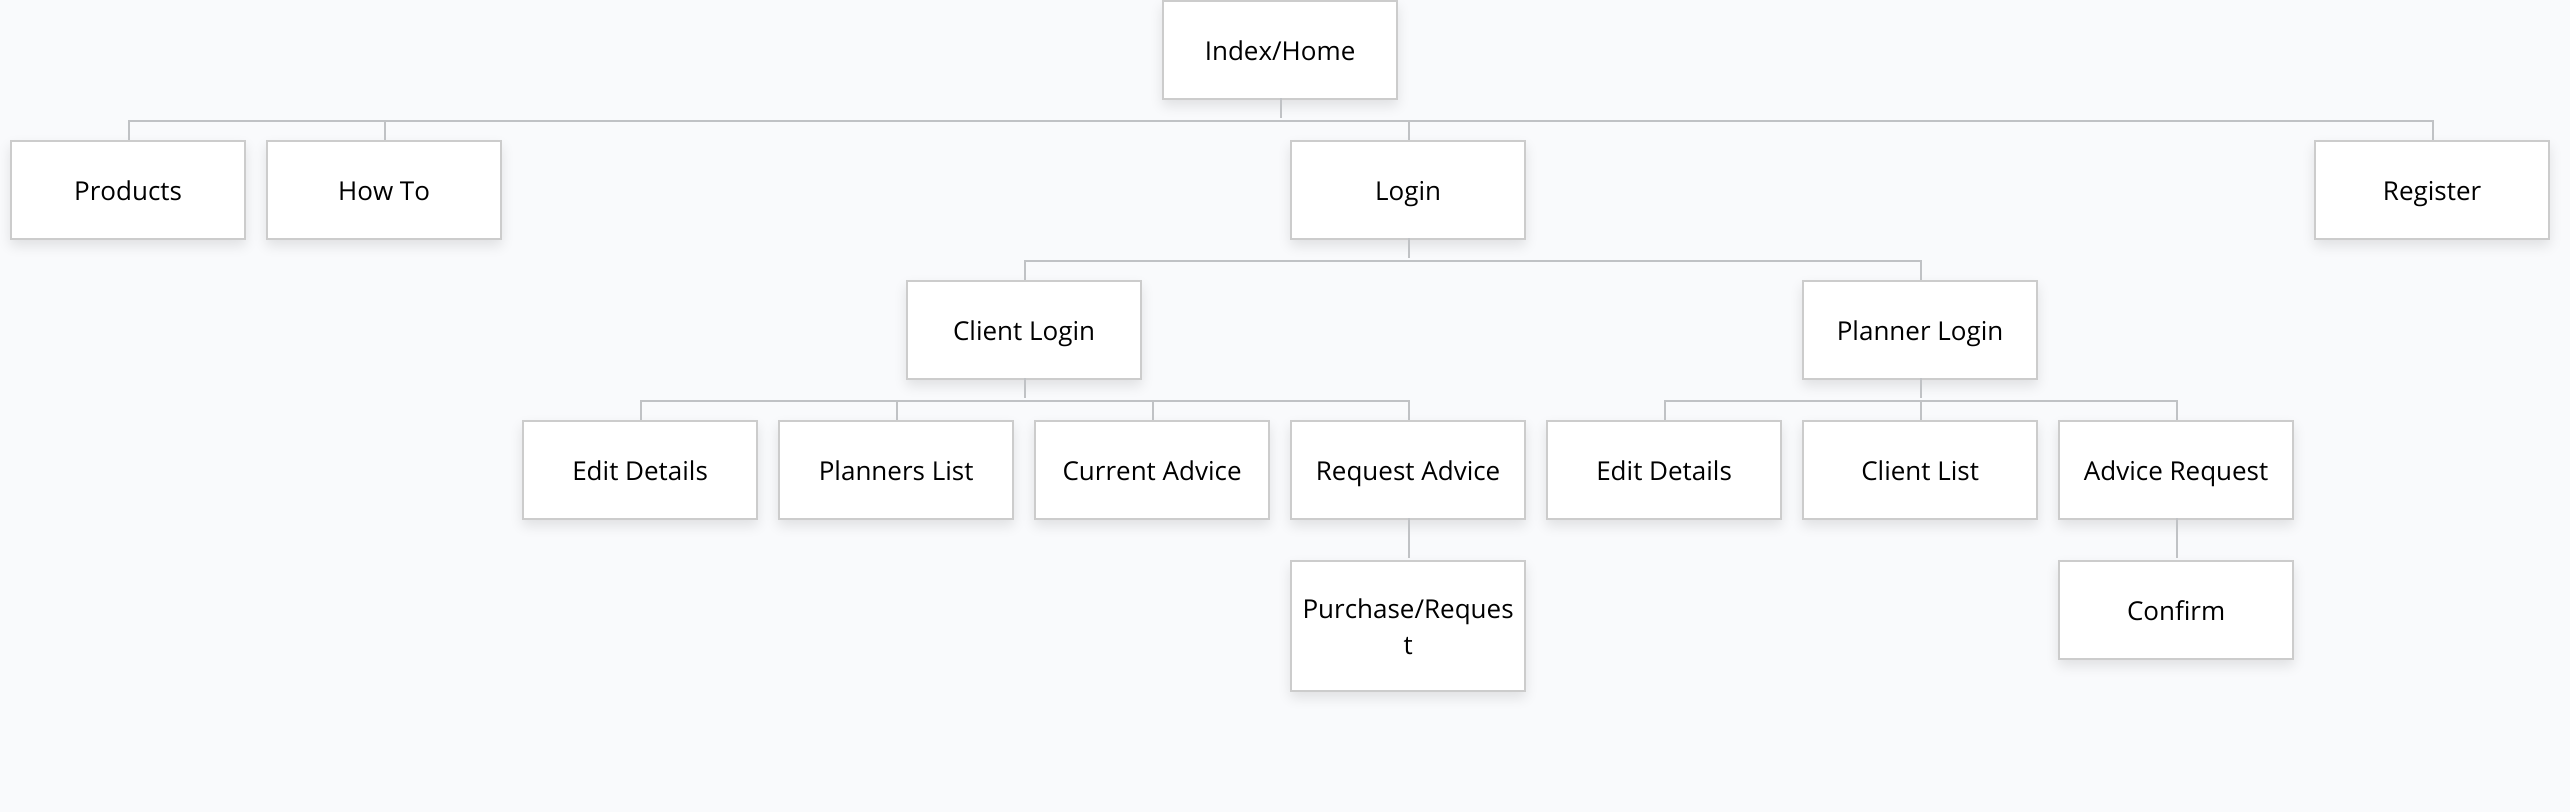 Index/Home
Products
How To
Login
Register
Client Login
Planner Login
Edit Details
Planners List
Current Advice
Request Advice
Edit Details
Client List
Advice Request
Purchase/Reques
t
Confirm